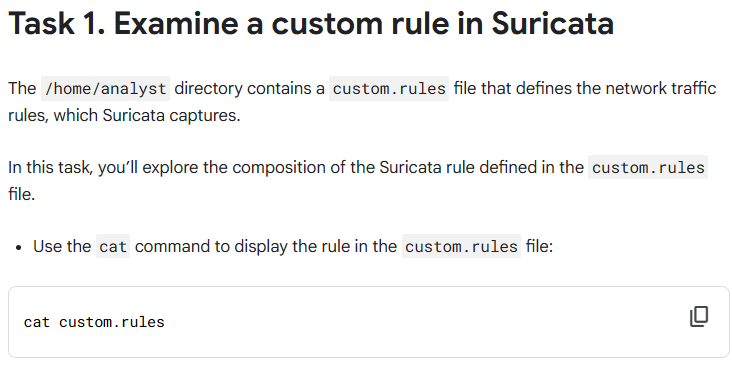 Task 1. Examine a custom rule in Suricata
The /home/analyst directory contains a custom.rules file that defines the network traffic
rules, which Suricata captures.
In this task, you’ll explore the composition of the Suricata rule defined in the custom.rules
file.
• Use the cat command to display the rule in the custom.rules file:
cat custom.rules